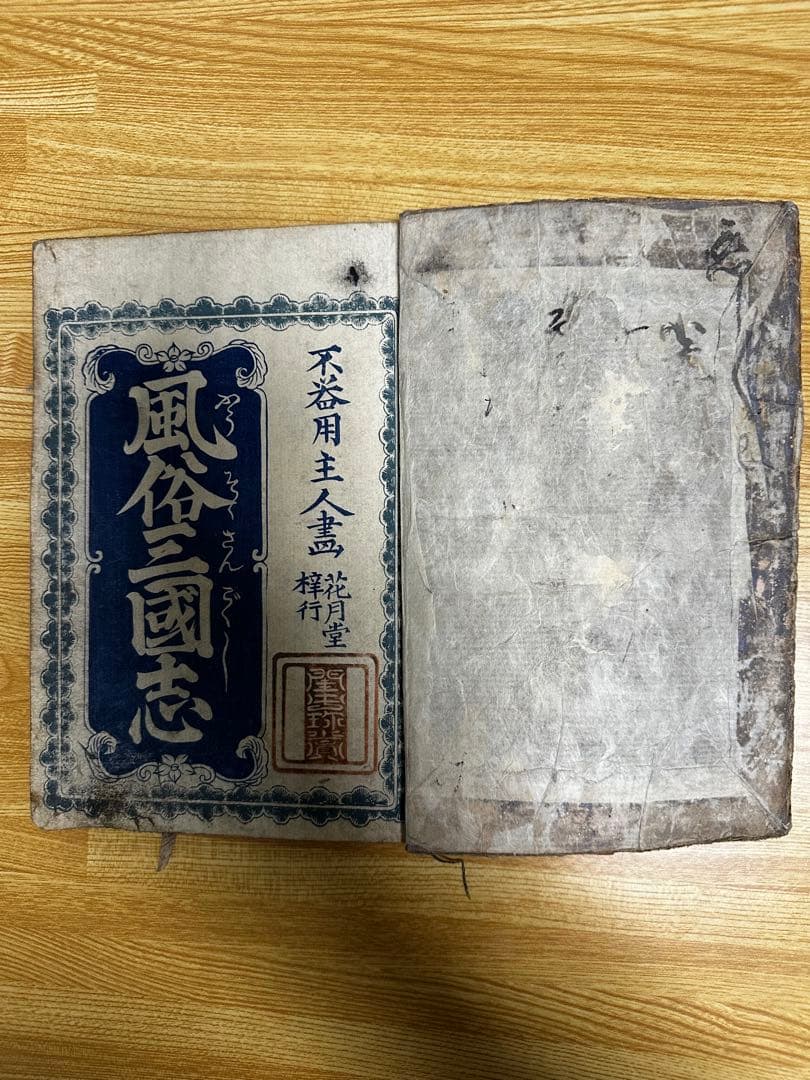 不器用主人畫
花月堂
梓行
ふうぞくさんごくし
風俗三國志